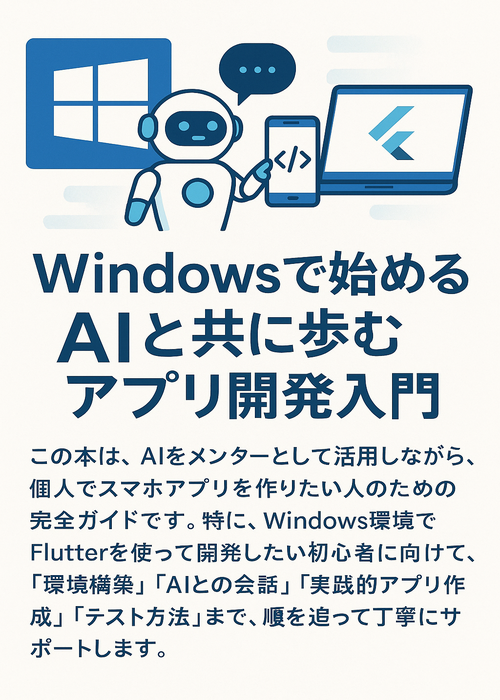 </>
Windowsで始める
AIと共に歩む
アプリ開発入門
この本は、AIをメンターとして活用しながら、
個人でスマホアプリを作りたい人のための
完全ガイドです。特に、Windows環境で
Flutterを使って開発したい初心者に向けて、
「環境構築」「AIとの会話」「実践的アプリ作
成」「テスト方法」まで、順を追って丁寧にサ
ポートします。